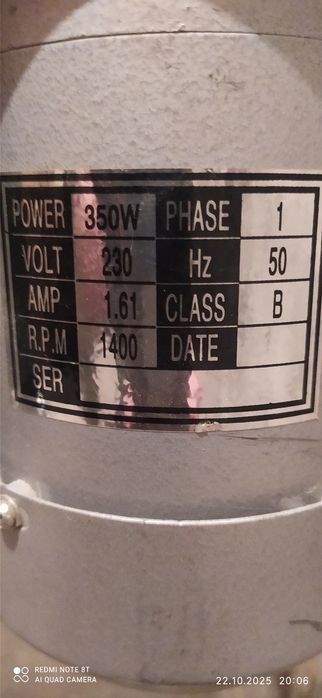 POWER 350W PHASE 1
VOLT 230 Hz 50
AMP 1.61 CLASS B
R.P.M 1400 DATE
SER
REDMI NOTE 8T
AI QUAD CAMERA
22.10.2025 20:06